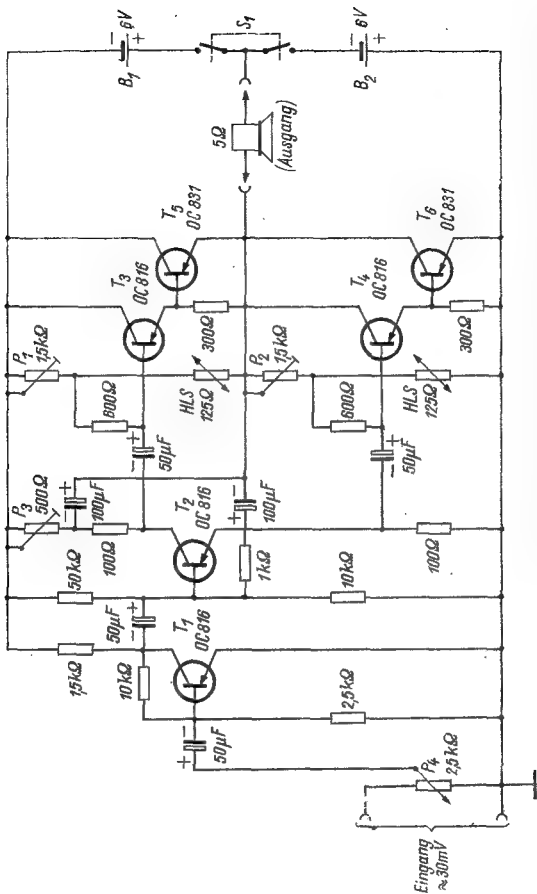 Eingang
≈30mV
P4
2,5kΩ
50µF
+
−
10kΩ
1,5kΩ
2,5kΩ
T1
OC 816
50µF
−
+
50kΩ
10kΩ
T2
OC 816
1kΩ
100Ω
100Ω
P3
500Ω
100µF
−
+
100µF
+
−
50µF
−
+
50µF
−
+
600Ω
600Ω
P1
1,5kΩ
P2
1,5kΩ
HLS
125Ω
HLS
125Ω
T3
OC 816
T4
OC 816
300Ω
300Ω
T5
OC 831
T6
OC 831
5Ω
(Ausgang)
S1
B1
−
+
6V
B2
−
+
6V